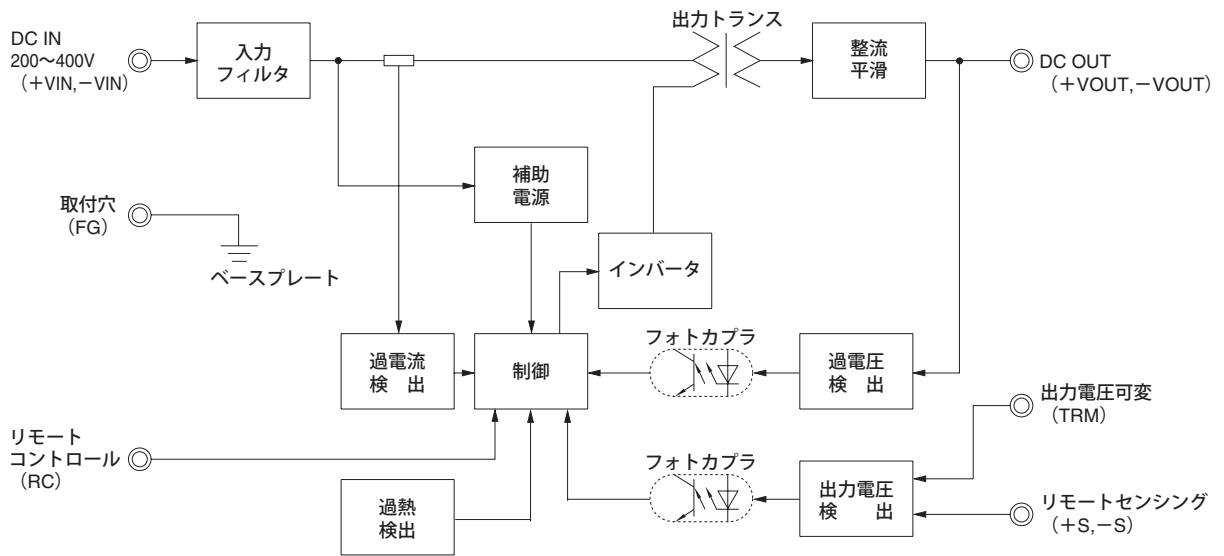 DC IN
200～400V
（+VIN,－VIN）
入力
フィルタ
出力トランス
整流
平滑
DC OUT
（+VOUT,－VOUT）
補助
電源
取付穴
（FG）
ベースプレート
インバータ
過電流
検　出
制御
フォトカプラ
過電圧
検　出
出力電圧可変
（TRM）
リモート
コントロール
（RC）
過熱
検出
フォトカプラ
出力電圧
検　　出
リモートセンシング
（+S,－S）